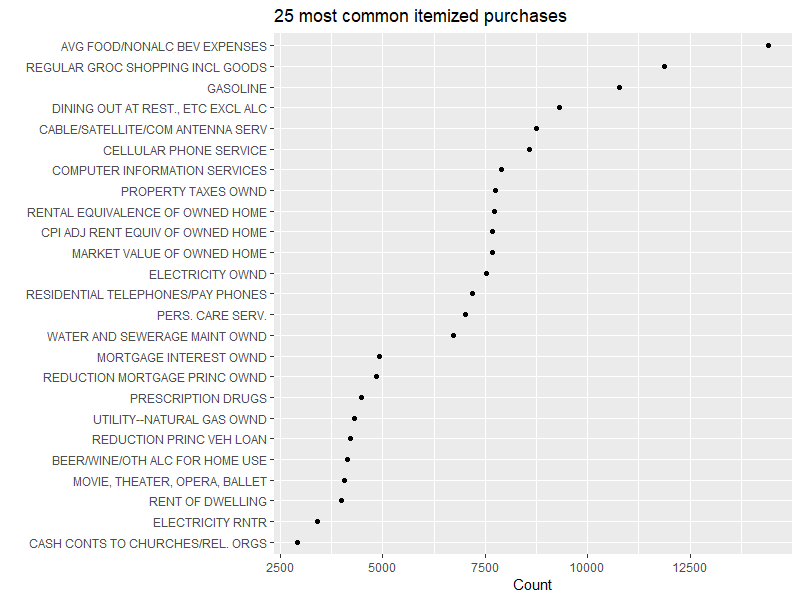 25 most common itemized purchases
AVG FOOD/NONALC BEV EXPENSES
REGULAR GROC SHOPPING INCL GOODS
GASOLINE
DINING OUT AT REST., ETC EXCL ALC
CABLE/SATELLITE/COM ANTENNA SERV
CELLULAR PHONE SERVICE
COMPUTER INFORMATION SERVICES
PROPERTY TAXES OWND
RENTAL EQUIVALENCE OF OWNED HOME
CPI ADJ RENT EQUIV OF OWNED HOME
MARKET VALUE OF OWNED HOME
ELECTRICITY OWND
RESIDENTIAL TELEPHONES/PAY PHONES
PERS. CARE SERV.
WATER AND SEWERAGE MAINT OWND
MORTGAGE INTEREST OWND
REDUCTION MORTGAGE PRINC OWND
PRESCRIPTION DRUGS
UTILITY--NATURAL GAS OWND
REDUCTION PRINC VEH LOAN
BEER/WINE/OTH ALC FOR HOME USE
MOVIE, THEATER, OPERA, BALLET
RENT OF DWELLING
ELECTRICITY RNTR
CASH CONTS TO CHURCHES/REL. ORGS
2500 5000 7500 10000 12500
Count